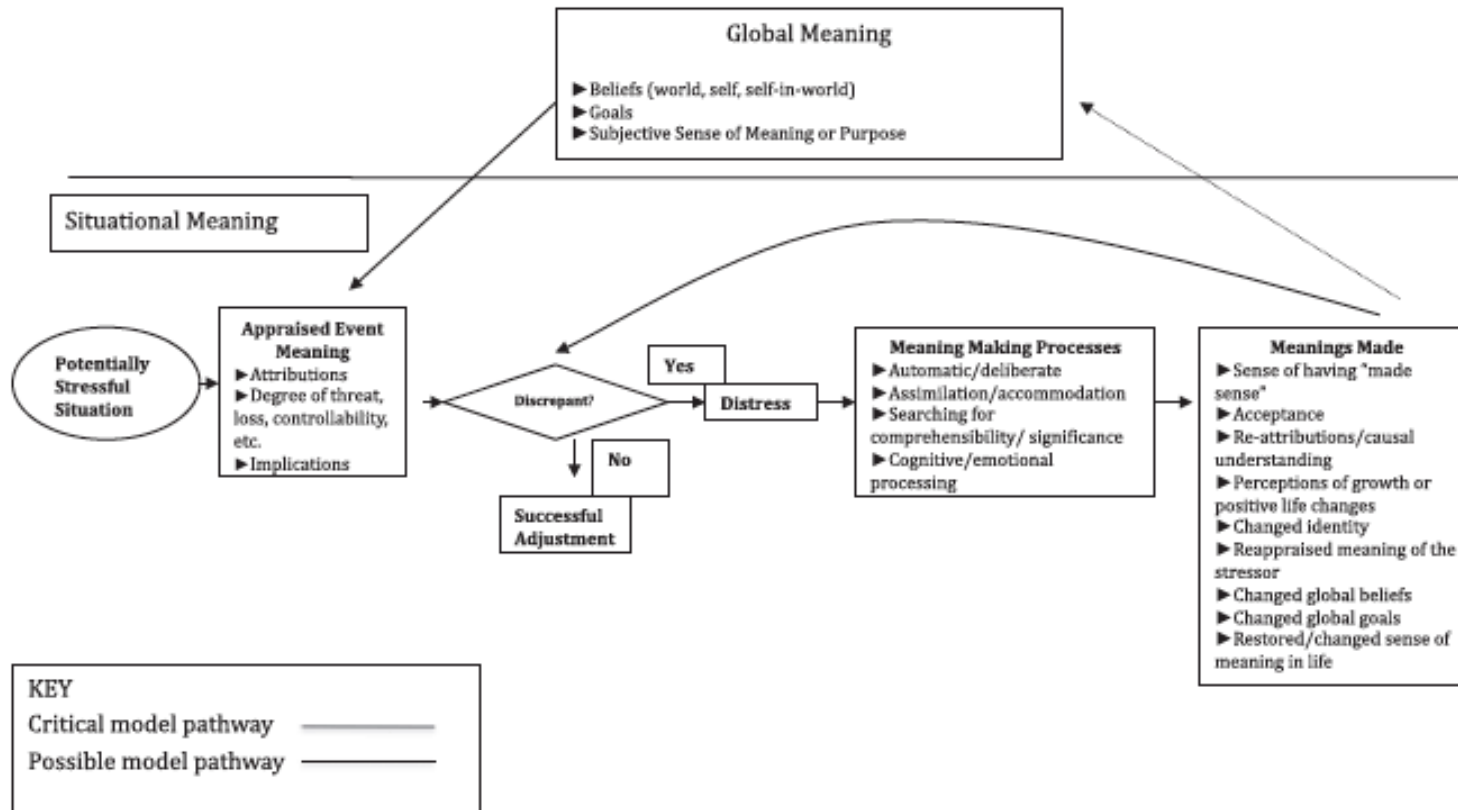 Global Meaning
►Beliefs (world, self, self-in-world)
►Goals
►Subjective Sense of Meaning or Purpose
Situational Meaning
Potentially
Stressful
Situation
Appraised Event
Meaning
►Attributions
►Degree of threat,
loss, controllability,
etc.
►Implications
Discrepant?
Yes
Distress
No
Successful
Adjustment
Meaning Making Processes
►Automatic/deliberate
►Assimilation/accommodation
►Searching for
comprehensibility/ significance
►Cognitive/emotional
processing
Meanings Made
►Sense of having "made
sense"
►Acceptance
►Re-attributions/causal
understanding
►Perceptions of growth or
positive life changes
►Changed identity
►Reappraised meaning of the
stressor
►Changed global beliefs
►Changed global goals
►Restored/changed sense of
meaning in life
KEY
Critical model pathway
Possible model pathway